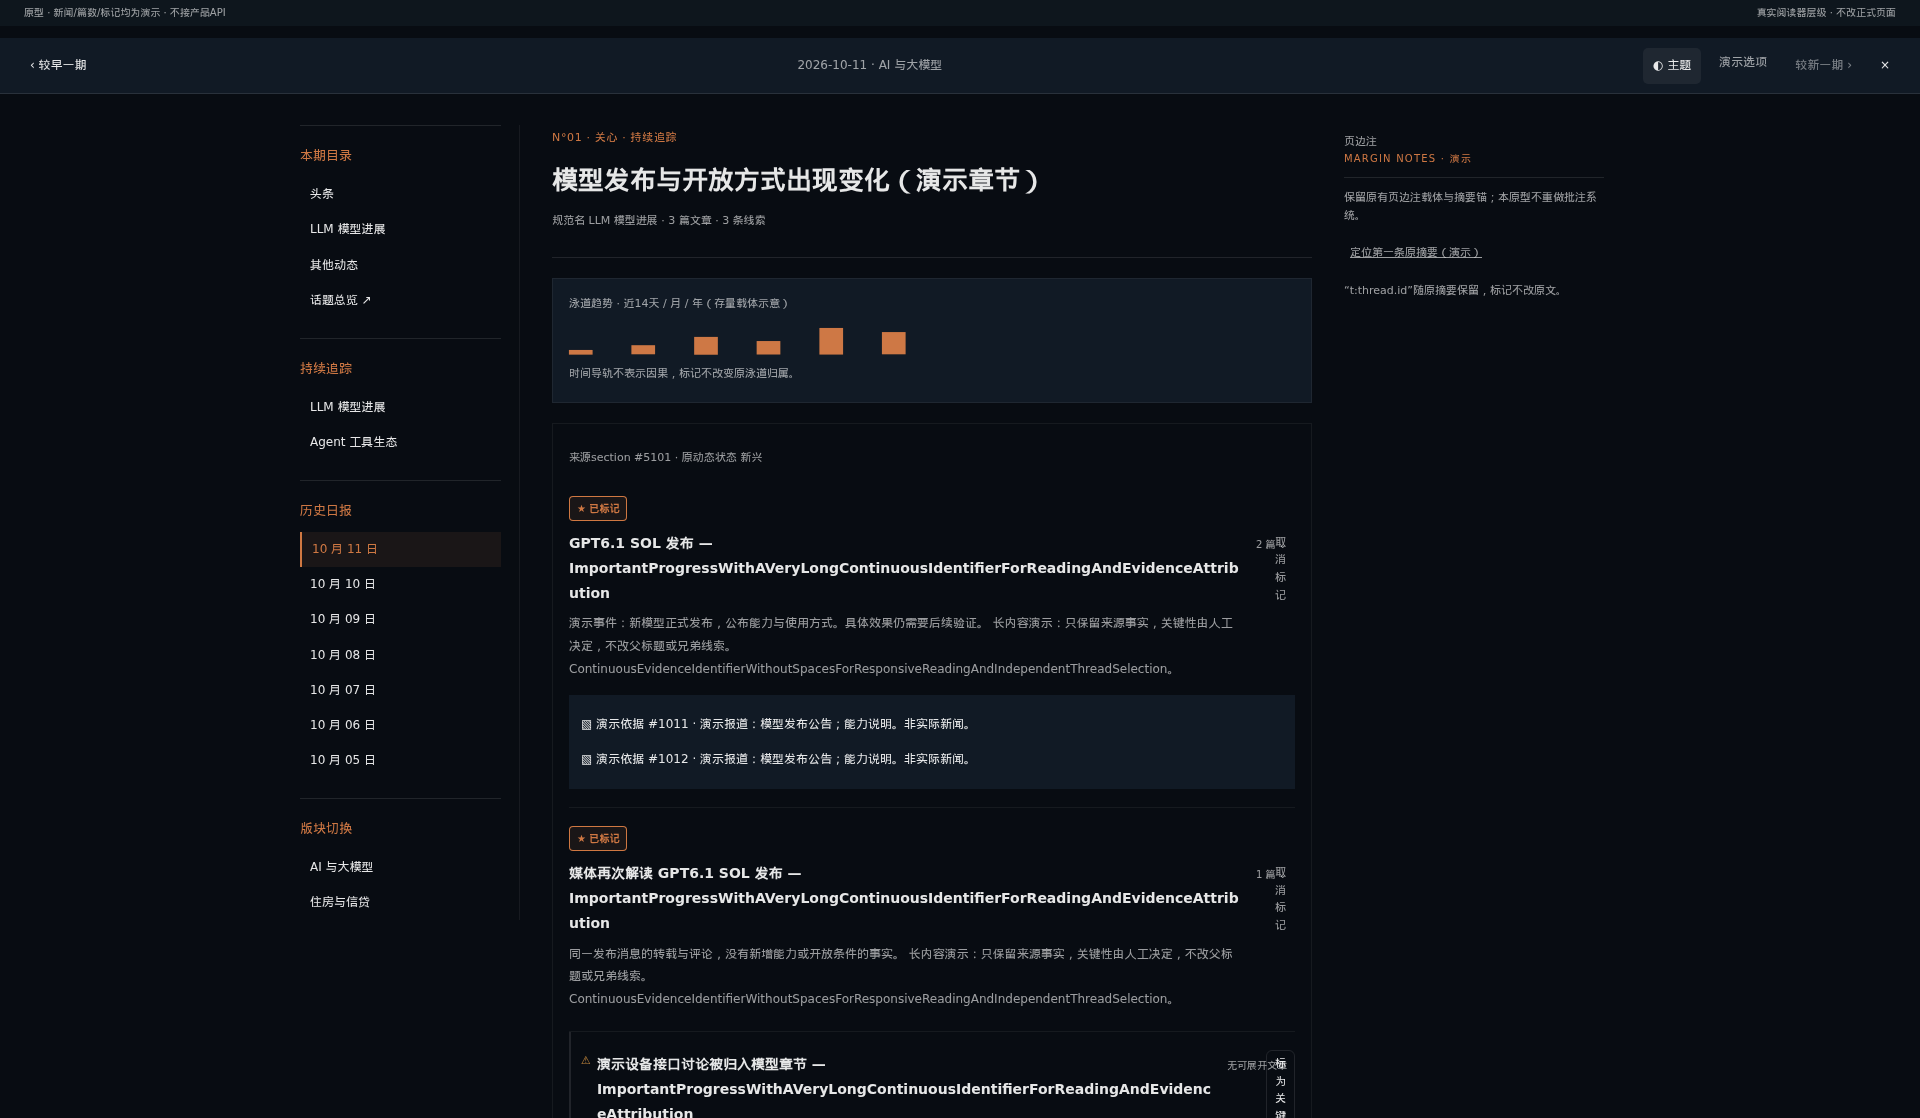 原型 · 新闻/篇数/标记均为演示 · 不接产品API
真实阅读器层级 · 不改正式页面
‹ 较早一期
2026-10-11 · AI 与大模型
◐ 主题
演示选项
较新一期 ›
×
本期目录
头条
LLM 模型进展
其他动态
话题总览 ↗
持续追踪
LLM 模型进展
Agent 工具生态
历史日报
10 月 11 日
10 月 10 日
10 月 09 日
10 月 08 日
10 月 07 日
10 月 06 日
10 月 05 日
版块切换
AI 与大模型
住房与信贷
N°01 · 关心 · 持续追踪
模型发布与开放方式出现变化（演示章节）
规范名 LLM 模型进展 · 3 篇文章 · 3 条线索
泳道趋势 · 近14天 / 月 / 年（存量载体示意）
时间导轨不表示因果，标记不改变原泳道归属。
来源section #5101 · 原动态状态 新兴
★ 已标记
GPT6.1 SOL 发布 —
ImportantProgressWithAVeryLongContinuousIdentifierForReadingAndEvidenceAttrib
ution
2 篇
取
消
标
记
演示事件：新模型正式发布，公布能力与使用方式。具体效果仍需要后续验证。 长内容演示：只保留来源事实，关键性由人工
决定，不改父标题或兄弟线索。
ContinuousEvidenceIdentifierWithoutSpacesForResponsiveReadingAndIndependentThreadSelection。
▧ 演示依据 #1011 · 演示报道：模型发布公告；能力说明。非实际新闻。
▧ 演示依据 #1012 · 演示报道：模型发布公告；能力说明。非实际新闻。
★ 已标记
媒体再次解读 GPT6.1 SOL 发布 —
ImportantProgressWithAVeryLongContinuousIdentifierForReadingAndEvidenceAttrib
ution
1 篇
取
消
标
记
同一发布消息的转载与评论，没有新增能力或开放条件的事实。 长内容演示：只保留来源事实，关键性由人工决定，不改父标
题或兄弟线索。
ContinuousEvidenceIdentifierWithoutSpacesForResponsiveReadingAndIndependentThreadSelection。
⚠ 演示设备接口讨论被归入模型章节 —
ImportantProgressWithAVeryLongContinuousIdentifierForReadingAndEvidenc
eAttribution
无可展开文
标
为
关
键
页边注
MARGIN NOTES · 演示
保留原有页边注载体与摘要锚；本原型不重做批注系
统。
定位第一条原摘要（演示）
“t:thread.id”随原摘要保留，标记不改原文。